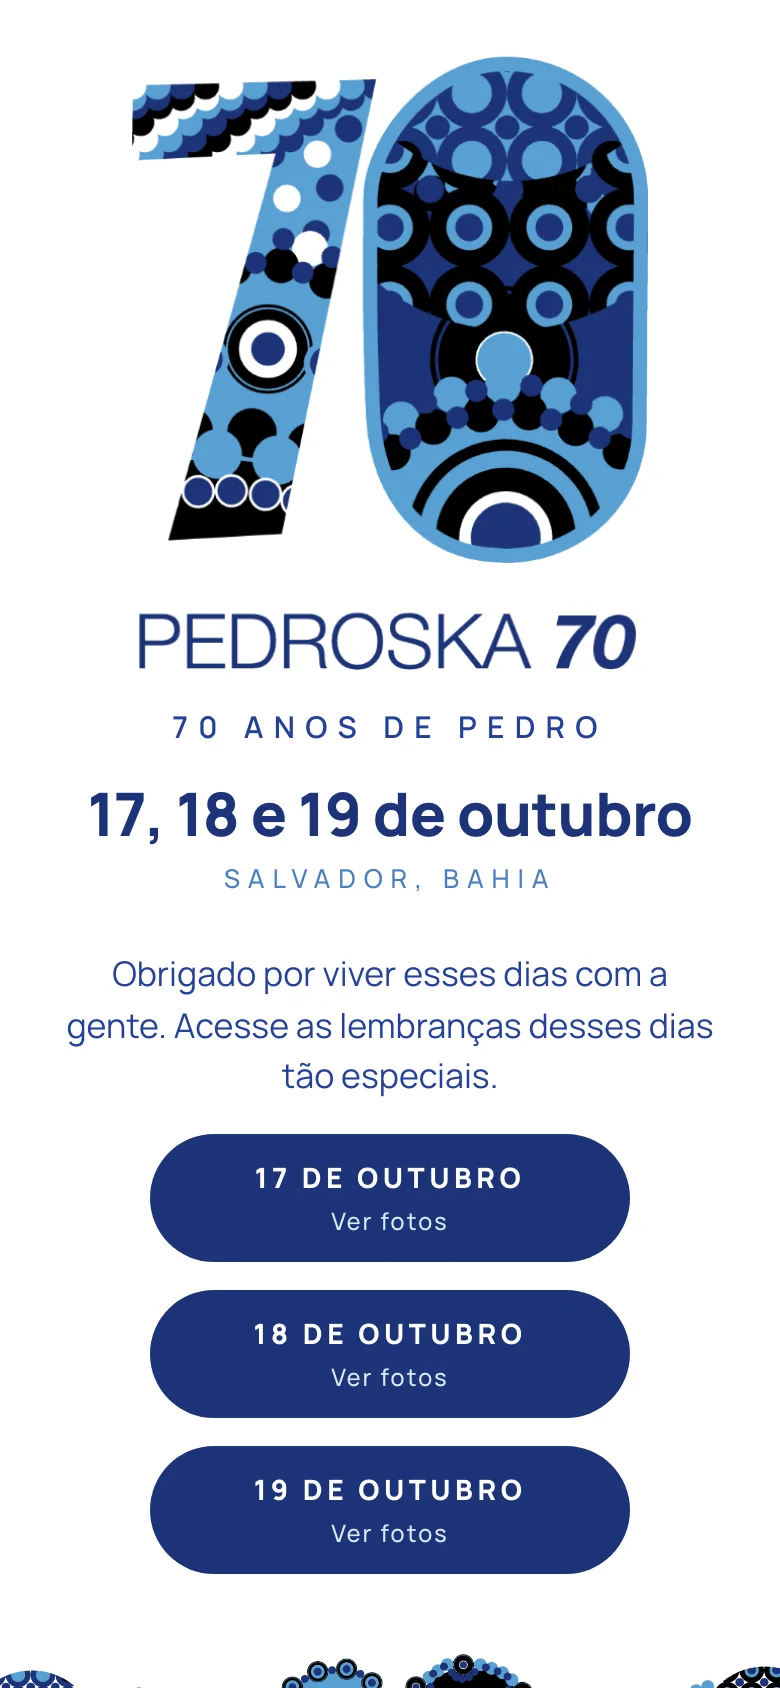 70
PEDROSKA 70
70 ANOS DE PEDRO
17, 18 e 19 de outubro
SALVADOR, BAHIA
Obrigado por viver esses dias com a
gente. Acesse as lembranças desses dias
tão especiais.
17 DE OUTUBRO
Ver fotos
18 DE OUTUBRO
Ver fotos
19 DE OUTUBRO
Ver fotos